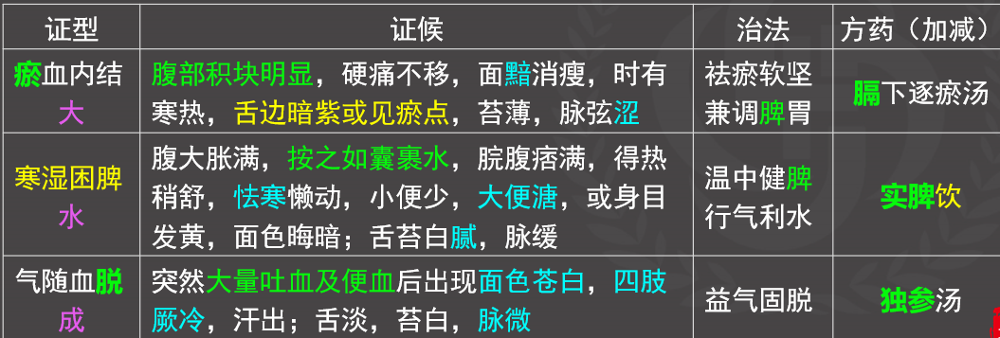 证型 证候 治法 方药（加减）
瘀血内结
大
腹部积块明显，硬痛不移，面黯消瘦，时有
寒热，舌边暗紫或见瘀点，苔薄，脉弦涩
祛瘀软坚
兼调脾胃
膈下逐瘀汤
寒湿困脾
水
腹大胀满，按之如囊裹水，脘腹痞满，得热
稍舒，怯寒懒动，小便少，大便溏，或身目
发黄，面色晦暗；舌苔白腻，脉缓
温中健脾
行气利水
实脾饮
气随血脱
成
突然大量吐血及便血后出现面色苍白，四肢
厥冷，汗出；舌淡，苔白，脉微
益气固脱
独参汤